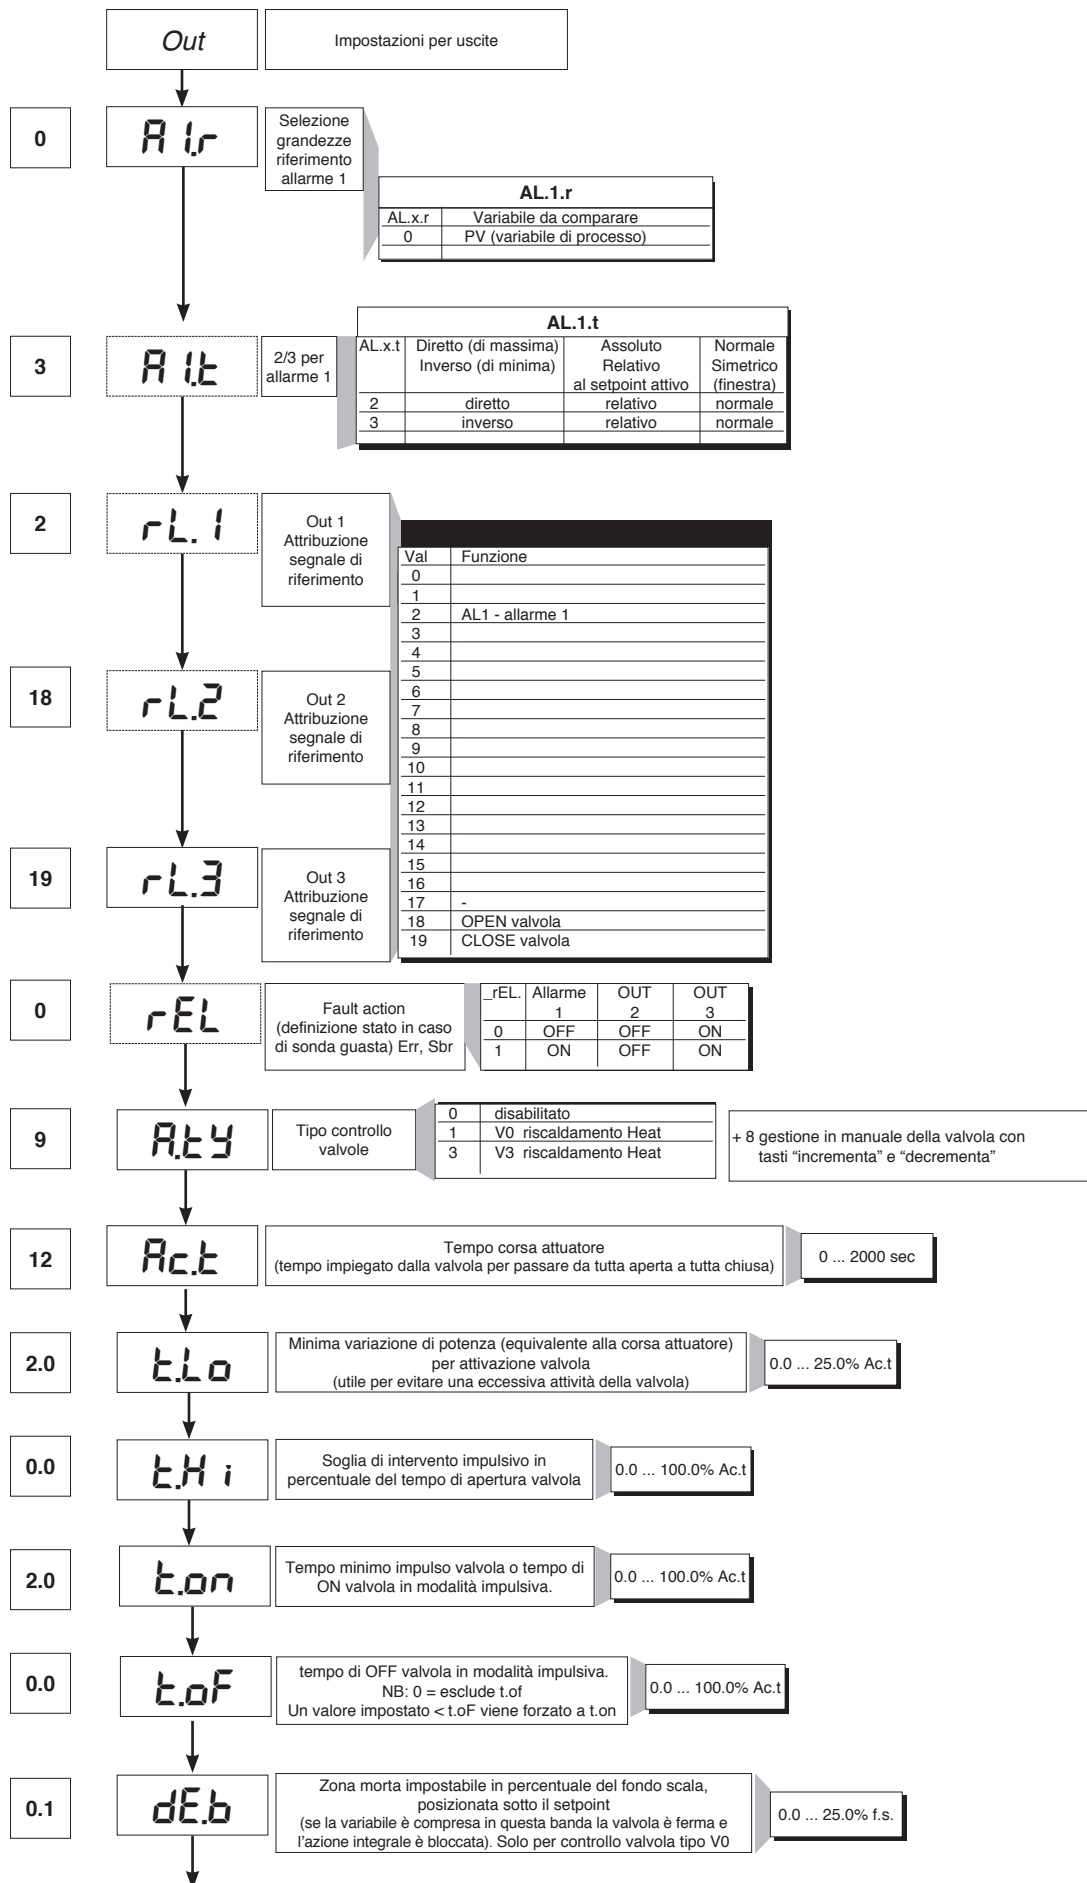 Out
Impostazioni per uscite
0
A1.r
Selezione
grandezze
riferimento
allarme 1
AL.1.r
AL.x.r Variabile da comparare
0 PV (variabile di processo)
3
A1.t
2/3 per
allarme 1
AL.1.t
AL.x.t Diretto (di massima) Assoluto Normale
Inverso (di minima) Relativo Simetrico
al setpoint attivo (finestra)
2 diretto relativo normale
3 inverso relativo normale
2
rL.1
Out 1
Attribuzione
segnale di
riferimento
Val Funzione
0
1
2 AL1 - allarme 1
3
4
5
6
7
8
9
10
11
12
13
14
15
16
17 -
18 OPEN valvola
19 CLOSE valvola
18
rL.2
Out 2
Attribuzione
segnale di
riferimento
19
rL.3
Out 3
Attribuzione
segnale di
riferimento
0
rEL
Fault action
(definizione stato in caso
di sonda guasta) Err, Sbr
_rEL. Allarme OUT OUT
1 2 3
0 OFF OFF ON
1 ON OFF ON
9
A.tY
Tipo controllo
valvole
0 disabilitato
1 V0 riscaldamento Heat
3 V3 riscaldamento Heat
+ 8 gestione in manuale della valvola con
tasti “incrementa” e “decrementa”
12
Ac.t
Tempo corsa attuatore
(tempo impiegato dalla valvola per passare da tutta aperta a tutta chiusa)
0 ... 2000 sec
2.0
t.Lo
Minima variazione di potenza (equivalente alla corsa attuatore)
per attivazione valvola
(utile per evitare una eccessiva attività della valvola)
0.0 ... 25.0% Ac.t
0.0
t.Hi
Soglia di intervento impulsivo in
percentuale del tempo di apertura valvola
0.0 ... 100.0% Ac.t
2.0
t.on
Tempo minimo impulso valvola o tempo di
ON valvola in modalità impulsiva.
0.0 ... 100.0% Ac.t
0.0
t.oF
tempo di OFF valvola in modalità impulsiva.
NB: 0 = esclude t.of
Un valore impostato < t.oF viene forzato a t.on
0.0 ... 100.0% Ac.t
0.1
dE.b
Zona morta impostabile in percentuale del fondo scala,
posizionata sotto il setpoint
(se la variabile è compresa in questa banda la valvola è ferma e
l’azione integrale è bloccata). Solo per controllo valvola tipo V0
0.0 ... 25.0% f.s.